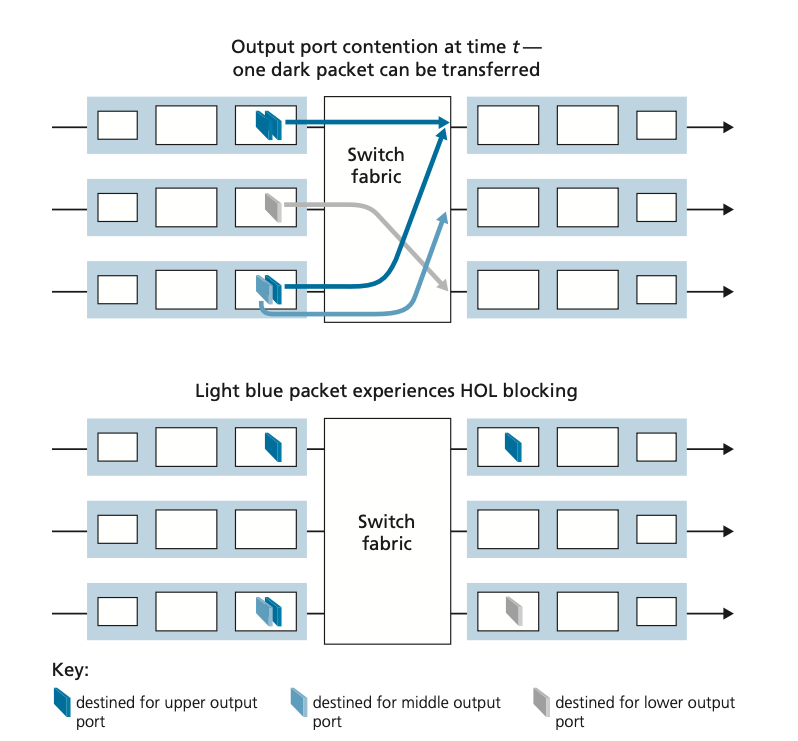 Output port contention at time t—
one dark packet can be transferred
Switch
fabric
Light blue packet experiences HOL blocking
Switch
fabric
Key:
destined for upper output
port
destined for middle output
port
destined for lower output
port